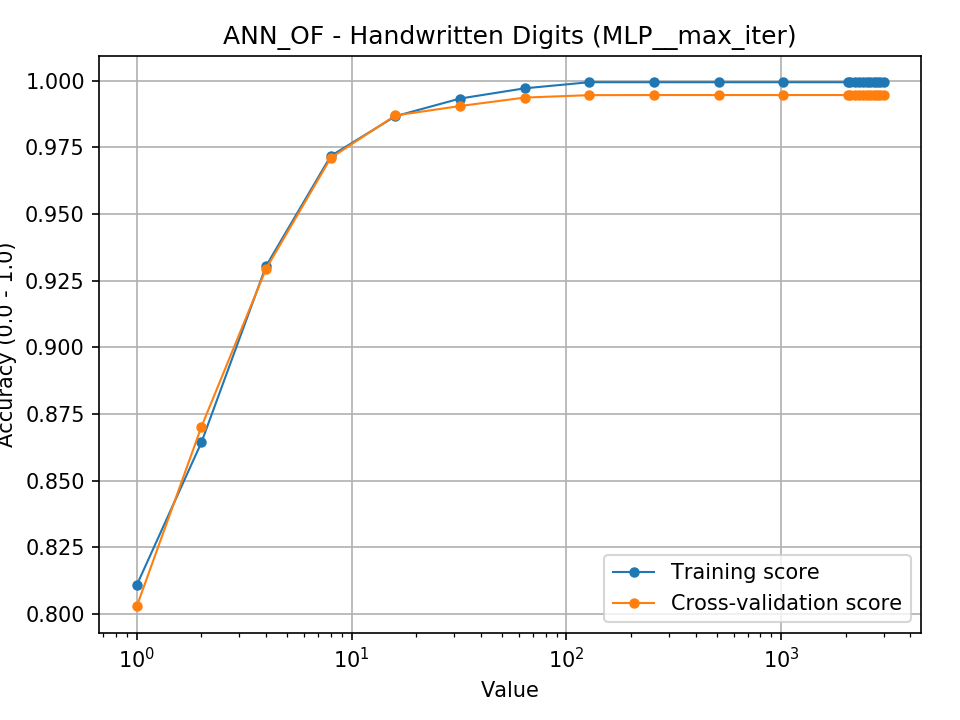 ANN_OF - Handwritten Digits (MLP__max_iter)
1.000
0.975
0.950
0.925
0.900
0.875
0.850
0.825
0.800
Accuracy (0.0 - 1.0)
10⁰
10¹
10²
10³
Value
Training score
Cross-validation score